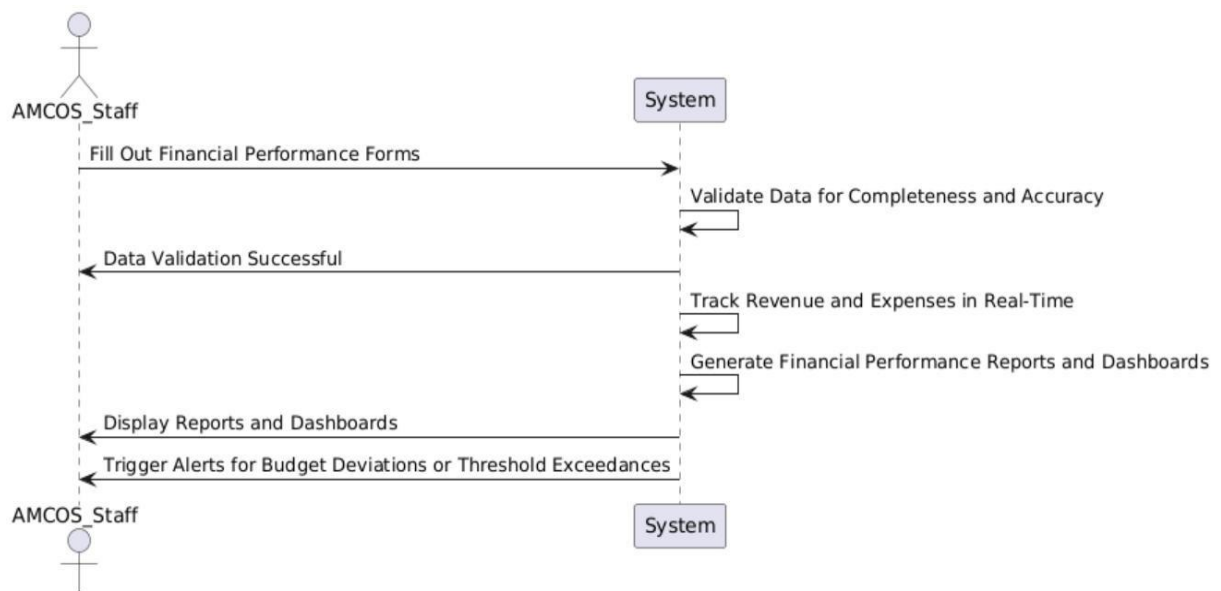 AMCOS_Staff
System
Fill Out Financial Performance Forms
Validate Data for Completeness and Accuracy
Data Validation Successful
Track Revenue and Expenses in Real-Time
Generate Financial Performance Reports and Dashboards
Display Reports and Dashboards
Trigger Alerts for Budget Deviations or Threshold Exceedances
AMCOS_Staff
System